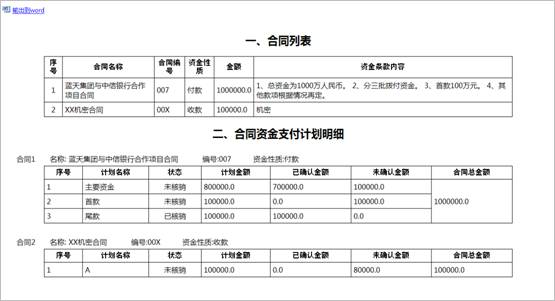 输出到word
一、合同列表
序号 合同名称 合同编号 资金性质 金额 资金条款内容
1 蓝天集团与中信银行合作项目合同 007 付款 1000000.0 1、总资金为1000万人民币。 2、分三批拨付资金。 3、首款100万元。 4、其他款项根据情况再定。
2 XX机密合同 00X 收款 100000.0 机密
二、合同资金支付计划明细
合同1 名称: 蓝天集团与中信银行合作项目合同 编号:007 资金性质:付款
序号 计划名称 状态 计划金额 已确认金额 未确认金额 合同总金额
1 主要资金 未核销 800000.0 700000.0 100000.0 1000000.0
2 首款 未核销 100000.0 0.0 100000.0
3 尾款 已核销 100000.0 100000.0 0.0
合同2 名称: XX机密合同 编号:00X 资金性质:收款
序号 计划名称 状态 计划金额 已确认金额 未确认金额 合同总金额
1 A 未核销 100000.0 0.0 80000.0 100000.0